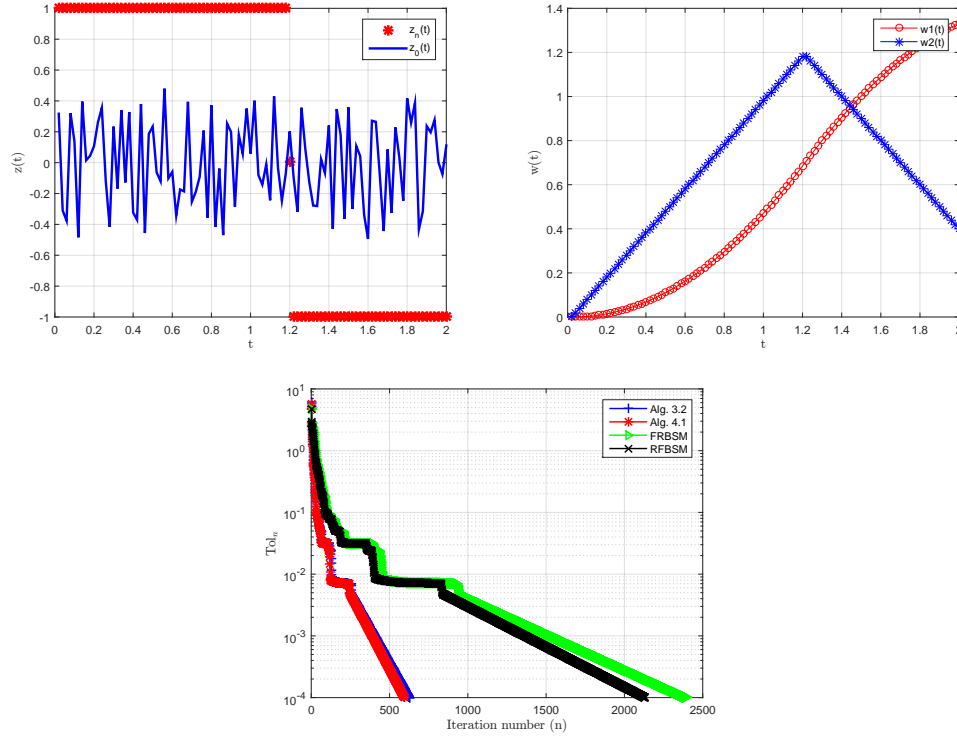 1
0.8
0.6
0.4
0.2
0
-0.2
-0.4
-0.6
-0.8
-1
z(t)
0 0.2 0.4 0.6 0.8 1 1.2 1.4 1.6 1.8 2
t
z_n(t)
z_0(t)
1.4
1.2
1
0.8
0.6
0.4
0.2
0
w(t)
0 0.2 0.4 0.6 0.8 1 1.2 1.4 1.6 1.8 2
t
w1(t)
w2(t)
10^1
10^0
10^-1
10^-2
10^-3
10^-4
Tol_n
0 500 1000 1500 2000 2500
Iteration number (n)
Alg. 3.2
Alg. 4.1
FRBSM
RFBSM